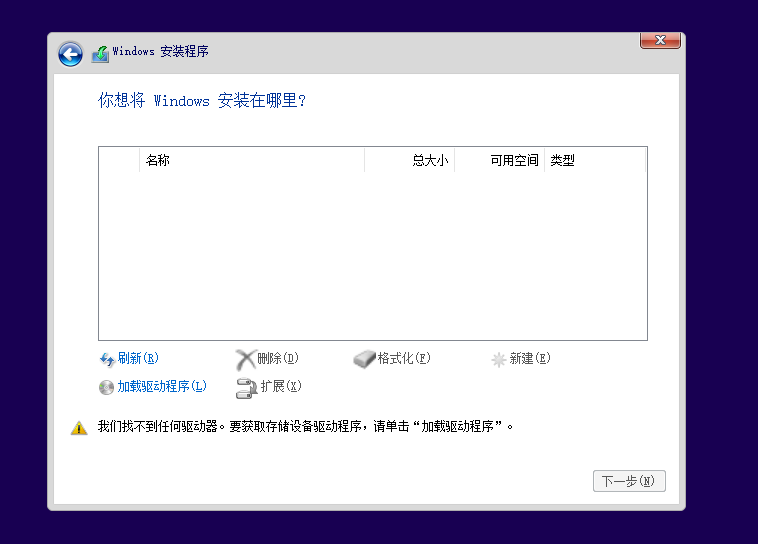 Windows 安装程序
你想将 Windows 安装在哪里?
名称 总大小 可用空间 类型
刷新(R) 删除(D) 格式化(F) 新建(E)
加载驱动程序(L) 扩展(X)
我们找不到任何驱动器。要获取存储设备驱动程序，请单击“加载驱动程序”。
下一步(N)